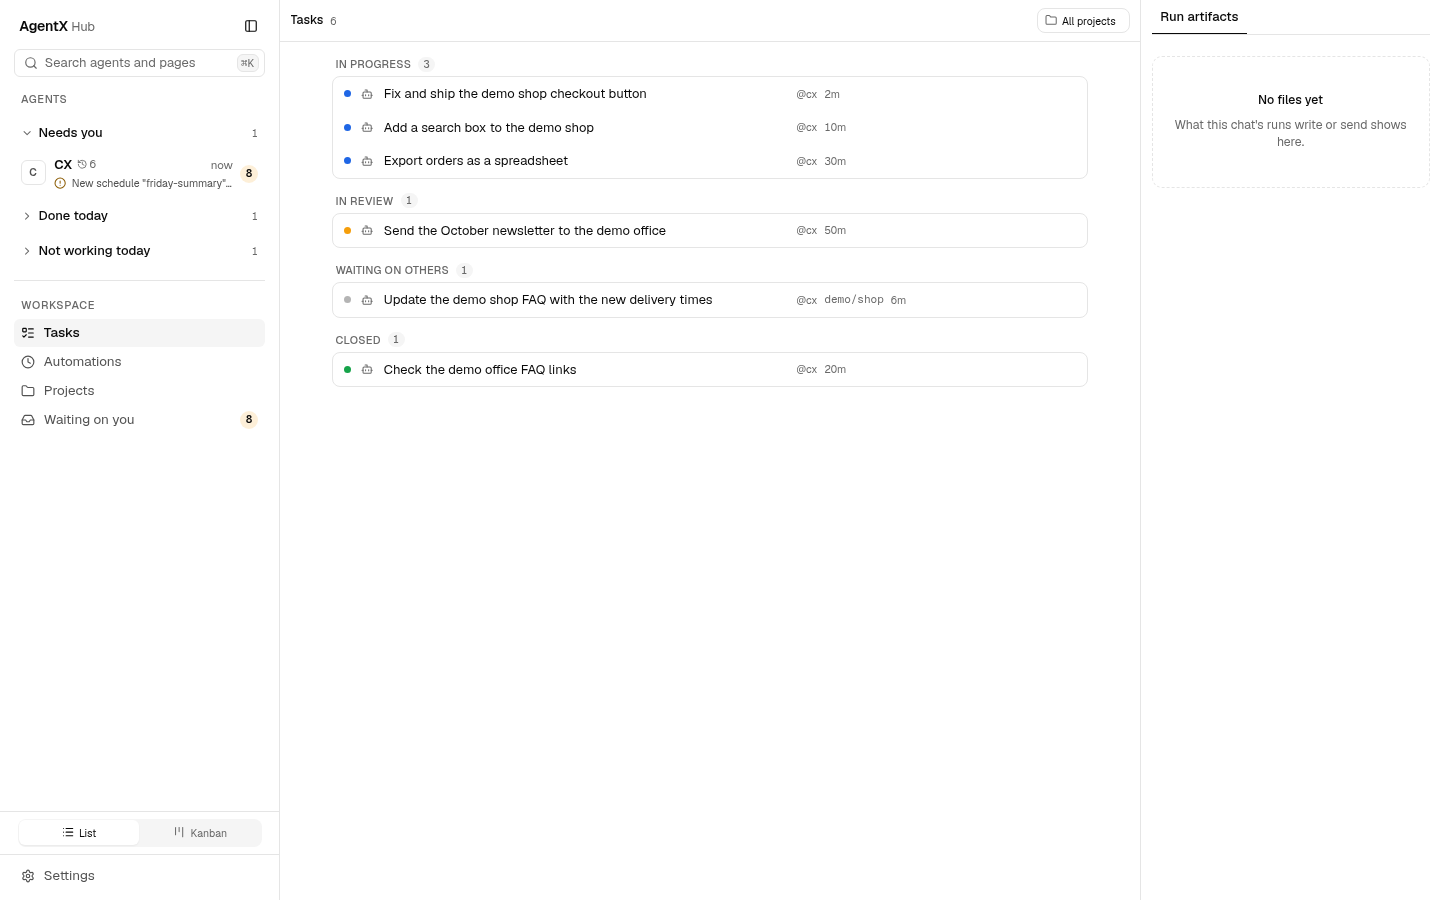 AgentX Hub
Search agents and pages ⌘K
AGENTS
Needs you 1
C
CX 6 now
New schedule "friday-summary"…
8
Done today 1
Not working today 1
WORKSPACE
Tasks
Automations
Projects
Waiting on you 8
List
Kanban
Settings
Tasks 6
All projects
IN PROGRESS 3
Fix and ship the demo shop checkout button @cx 2m
Add a search box to the demo shop @cx 10m
Export orders as a spreadsheet @cx 30m
IN REVIEW 1
Send the October newsletter to the demo office @cx 50m
WAITING ON OTHERS 1
Update the demo shop FAQ with the new delivery times @cx demo/shop 6m
CLOSED 1
Check the demo office FAQ links @cx 20m
Run artifacts
No files yet
What this chat's runs write or send shows
here.